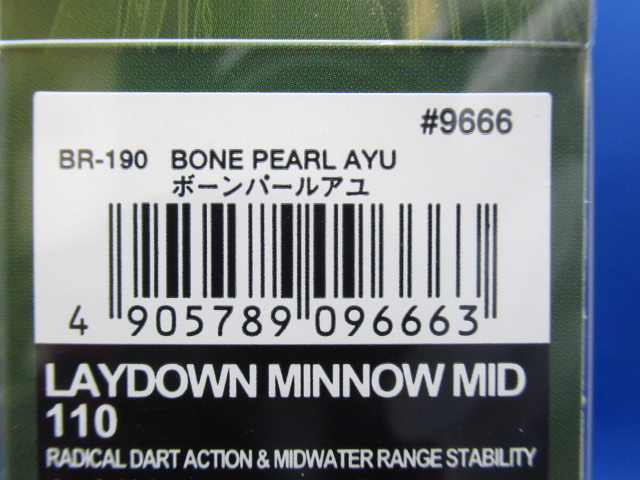 #9666
BR-190 BONE PEARL AYU
ボーンパールアユ
4 905789 096663
LAYDOWN MINNOW MID
110
RADICAL DART ACTION & MIDWATER RANGE STABILITY